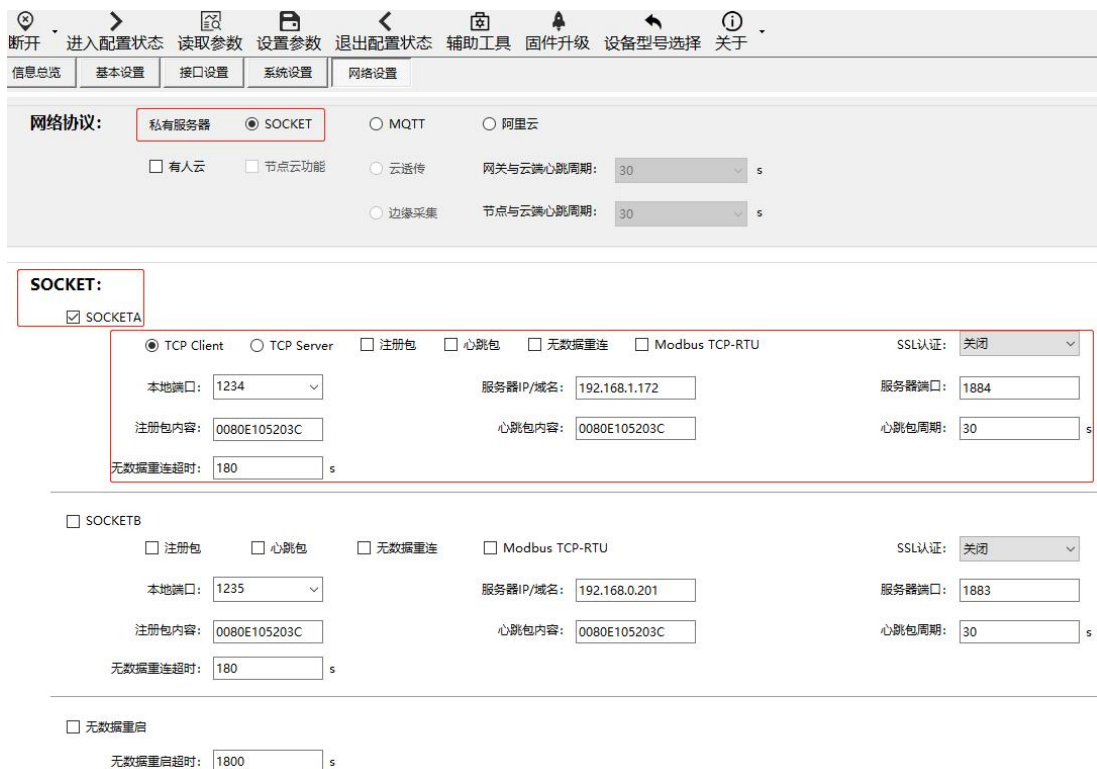 断开 进入配置状态 读取参数 设置参数 退出配置状态 辅助工具 固件升级 设备型号选择 关于
信息总览 基本设置 接口设置 系统设置 网络设置
网络协议： 私有服务器 SOCKET MQTT 阿里云
有人云 节点云功能 云透传 网关与云端心跳周期： 30 s
边缘采集 节点与云端心跳周期： 30 s
SOCKET：
SOCKETA
TCP Client TCP Server 注册包 心跳包 无数据重连 Modbus TCP-RTU SSL认证： 关闭
本地端口： 1234 服务器IP/域名： 192.168.1.172 服务器端口： 1884
注册包内容： 0080E105203C 心跳包内容： 0080E105203C 心跳包周期： 30 s
无数据重连超时： 180 s
SOCKETB
注册包 心跳包 无数据重连 Modbus TCP-RTU SSL认证： 关闭
本地端口： 1235 服务器IP/域名： 192.168.0.201 服务器端口： 1883
注册包内容： 0080E105203C 心跳包内容： 0080E105203C 心跳包周期： 30 s
无数据重连超时： 180 s
无数据重启
无数据重启超时： 1800 s